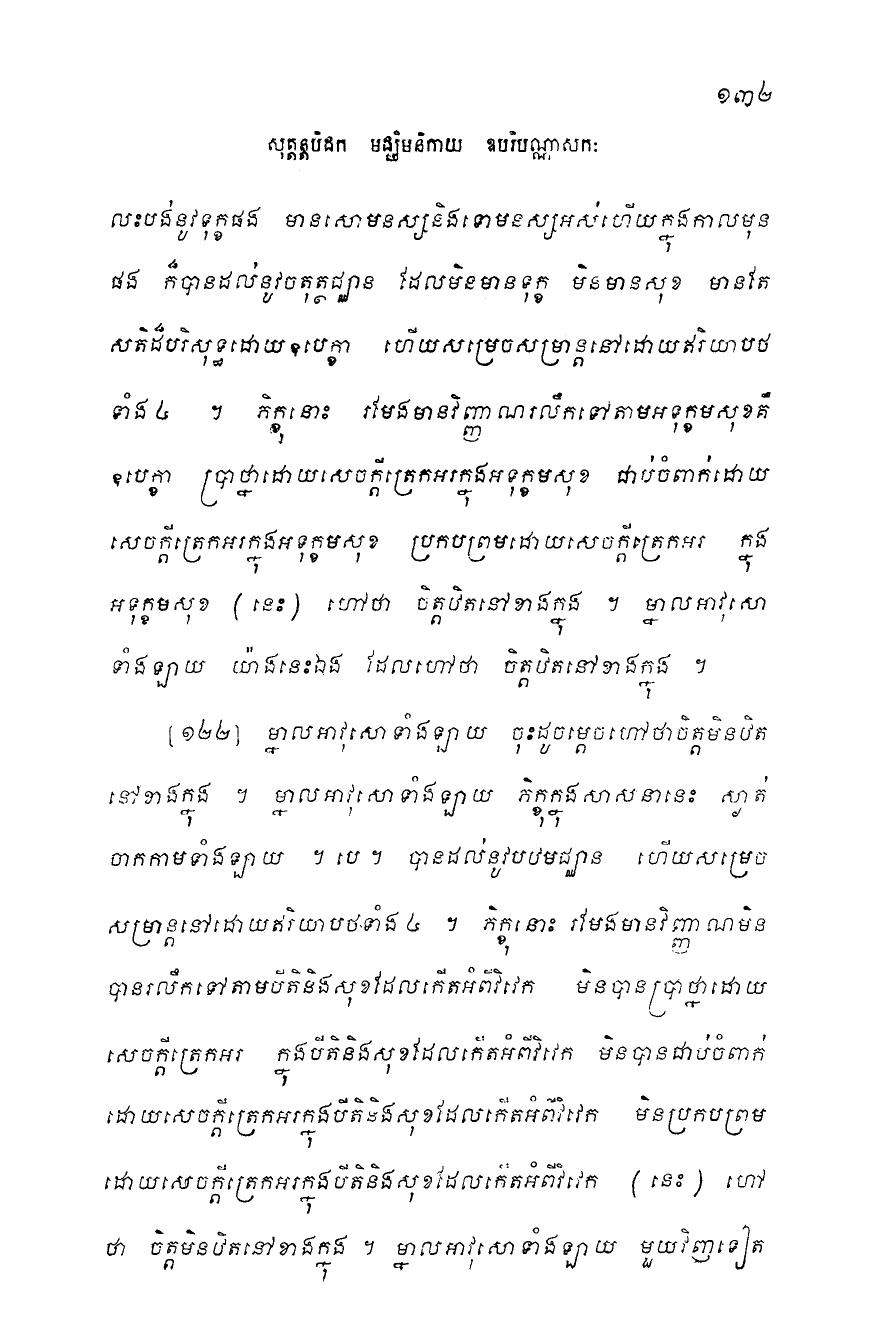 ១៣២
សុត្តន្តបិដក មជ្ឈិមនិកាយ ឧបរិបណ្ណាសក:
លះបង់នូវទុក្ខផង មានសោមនស្សនិងទោមនស្សអស់ហើយក្នុងកាលមុន
ផង ក៏បានដល់នូវចតុត្ថជ្ឈាន ដែលមិនមានទុក្ខ មិនមានសុខ មានតែ
សតិដ៏បរិសុទ្ធដោយឧបេក្ខា ហើយសម្រេចសម្រាន្តនៅដោយឥរិយាបថ
ទាំង៤ ។ ភិក្ខុនោះ រមែងមានវិញ្ញាណរលឹកទៅតាមអទុក្ខមសុខគឺ
ឧបេក្ខា ប្រាថ្នាដោយសេចក្តីត្រេកអរក្នុងអទុក្ខមសុខ ជាប់ចំពាក់ដោយ
សេចក្តីត្រេកអរក្នុងអទុក្ខមសុខ ប្រកបព្រមដោយសេចក្តីត្រេកអរ ក្នុង
អទុក្ខមសុខ (នេះ) ហៅថា ចិត្តឋិតនៅខាងក្នុង ។ ម្នាលអាវុសោ
ទាំងឡាយ យ៉ាងនេះឯង ដែលហៅថា ចិត្តឋិតនៅខាងក្នុង ។
[១២២] ម្នាលអាវុសោទាំងឡាយ ចុះដូចម្តេចហៅថាចិត្តមិនឋិត
នៅខាងក្នុង ។ ម្នាលអាវុសោទាំងឡាយ ភិក្ខុក្នុងសាសនានេះ ស្ងាត់
ចាកកាមទាំងឡាយ ។ បេ ។ បានដល់នូវបឋមជ្ឈាន ហើយសម្រេច
សម្រាន្តនៅដោយឥរិយាបថទាំង៤ ។ ភិក្ខុនោះ រមែងមានវិញ្ញាណមិន
បានរលឹកទៅតាមបីតិនិងសុខដែលកើតអំពីវិវេក មិនបានប្រាថ្នាដោយ
សេចក្តីត្រេកអរ ក្នុងបីតិនិងសុខដែលកើតអំពីវិវេក មិនបានជាប់ចំពាក់
ដោយសេចក្តីត្រេកអរក្នុងបីតិនិងសុខដែលកើតអំពីវិវេក មិនប្រកបព្រម
ដោយសេចក្តីត្រេកអរក្នុងបីតិនិងសុខដែលកើតអំពីវិវេក (នេះ) ហៅ
ថា ចិត្តមិនឋិតនៅខាងក្នុង ។ ម្នាលអាវុសោទាំងឡាយ មួយវិញទៀត